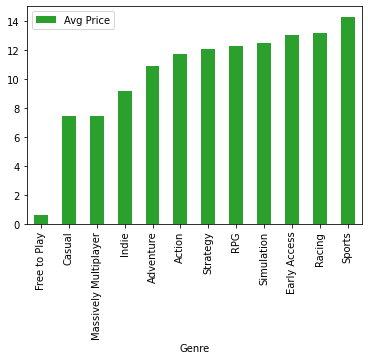 Avg Price
14
12
10
8
6
4
2
0
Free to Play
Casual
Massively Multiplayer
Indie
Adventure
Action
Strategy
RPG
Simulation
Early Access
Racing
Sports
Genre